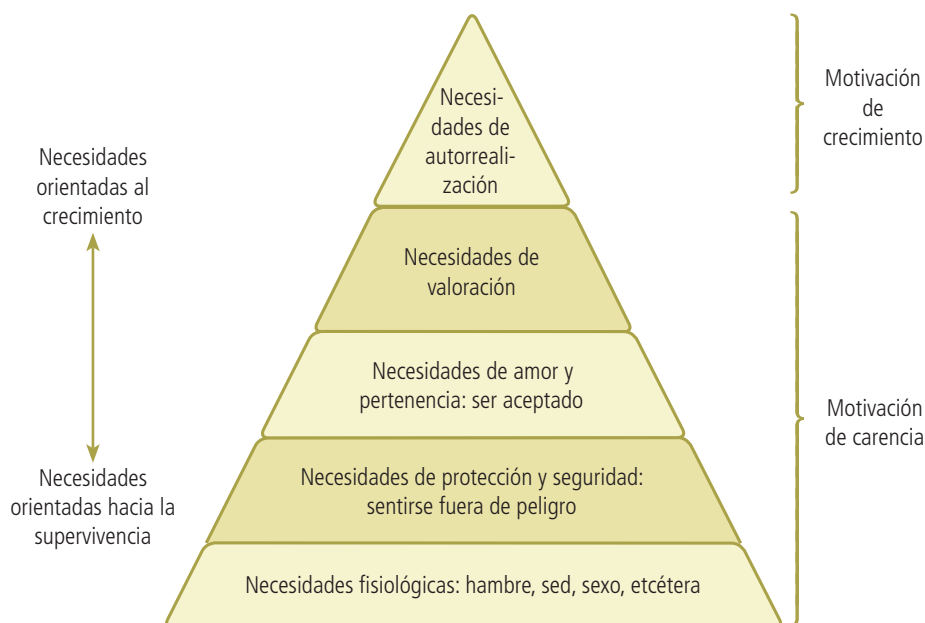 Necesi-
dades de
autorreali-
zación
Motivación
de
crecimiento
Necesidades
orientadas al
crecimiento
Necesidades de
valoración
Necesidades de amor y
pertenencia: ser aceptado
Motivación
de carencia
Necesidades
orientadas hacia la
supervivencia
Necesidades de protección y seguridad:
sentirse fuera de peligro
Necesidades fisiológicas: hambre, sed, sexo, etcétera